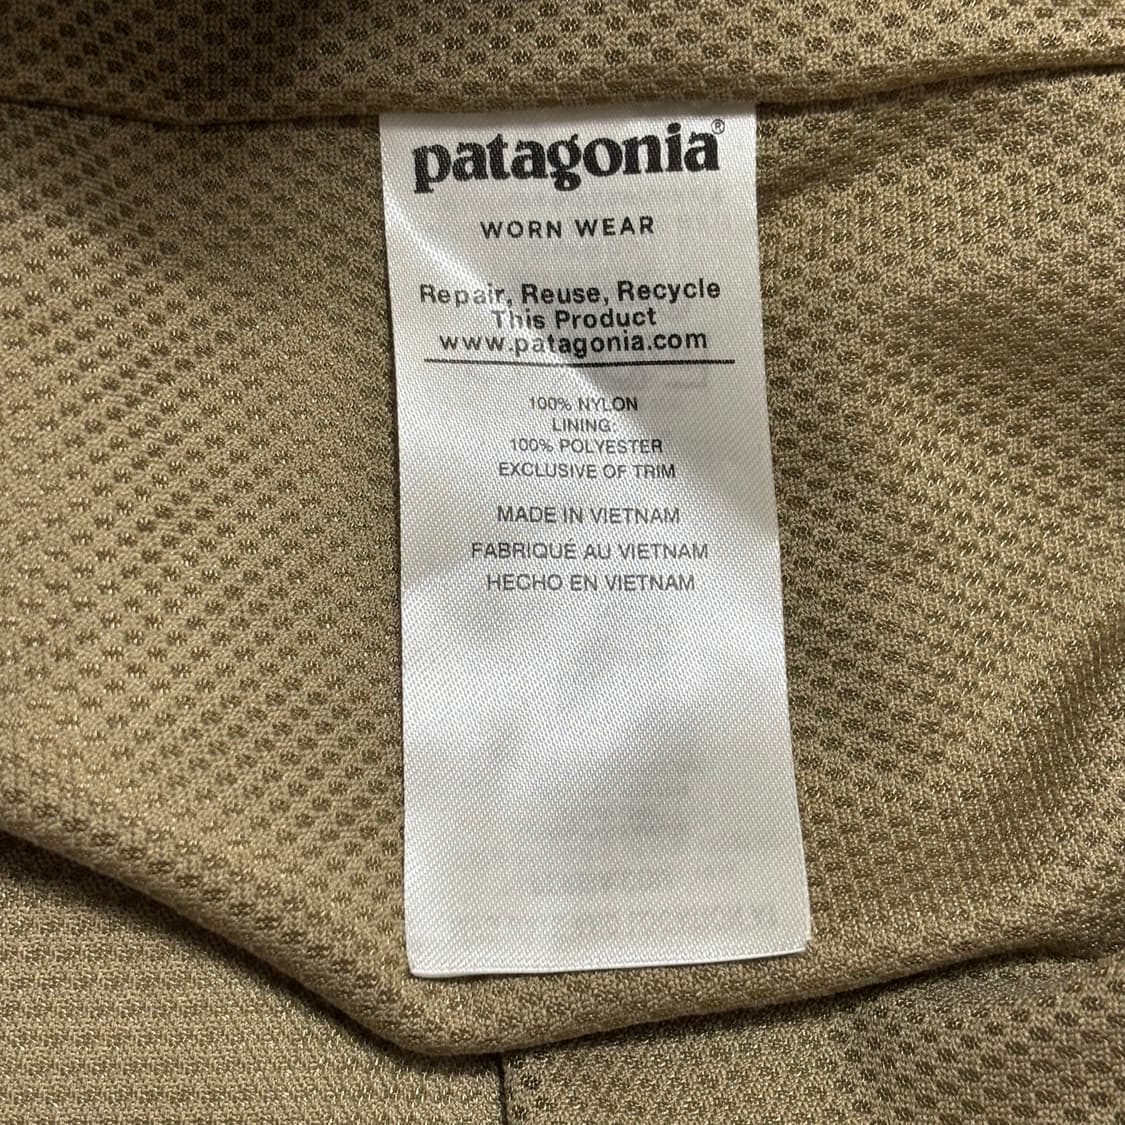 patagonia®
WORN WEAR
Repair, Reuse, Recycle
This Product
www.patagonia.com
100% NYLON
LINING:
100% POLYESTER
EXCLUSIVE OF TRIM
MADE IN VIETNAM
FABRIQUÉ AU VIETNAM
HECHO EN VIETNAM